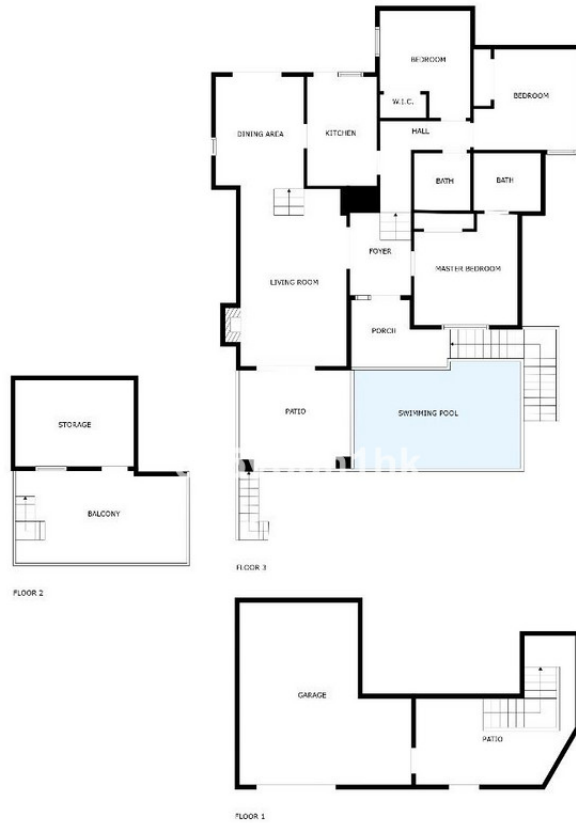 BEDROOM
W.I.C.
BEDROOM
DINING AREA
KITCHEN
HALL
BATH
BATH
FOYER
MASTER BEDROOM
LIVING ROOM
PORCH
PATIO
SWIMMING POOL
STORAGE
BALCONY
FLOOR 3
FLOOR 2
GARAGE
PATIO
FLOOR 1